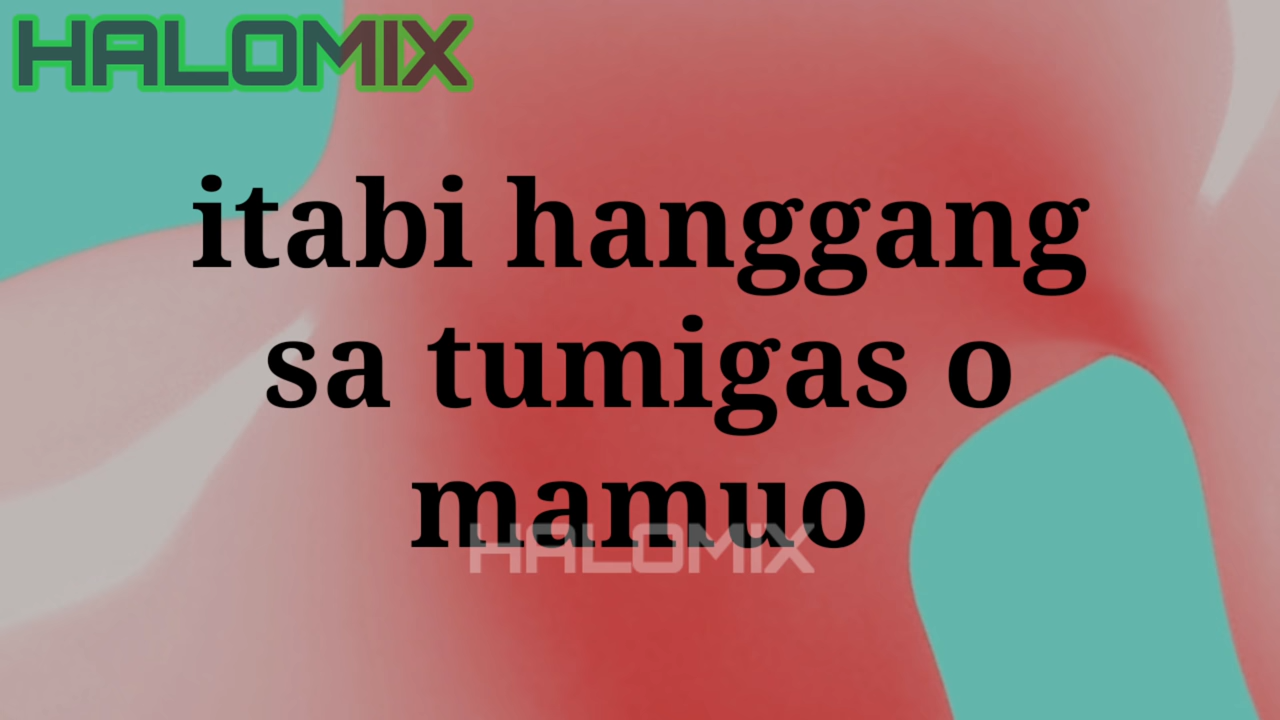 HALOMIX
itabi hanggang
sa tumigas o
mamuo
HALOMIX